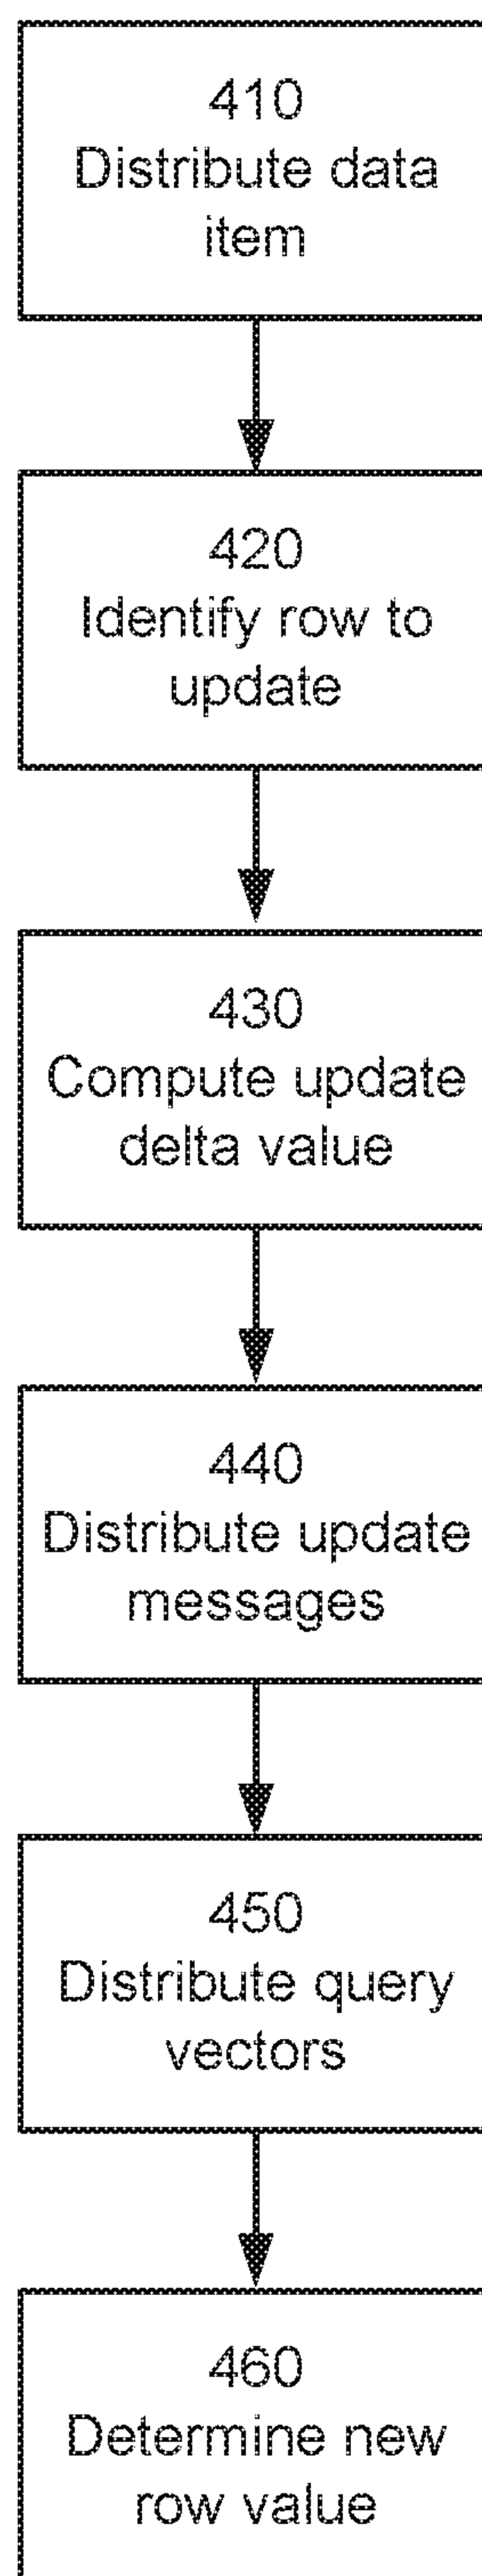 410
Distribute data
item
420
Identify row to
update
430
Compute update
delta value
440
Distribute update
messages
450
Distribute query
vectors
460
Determine new
row value